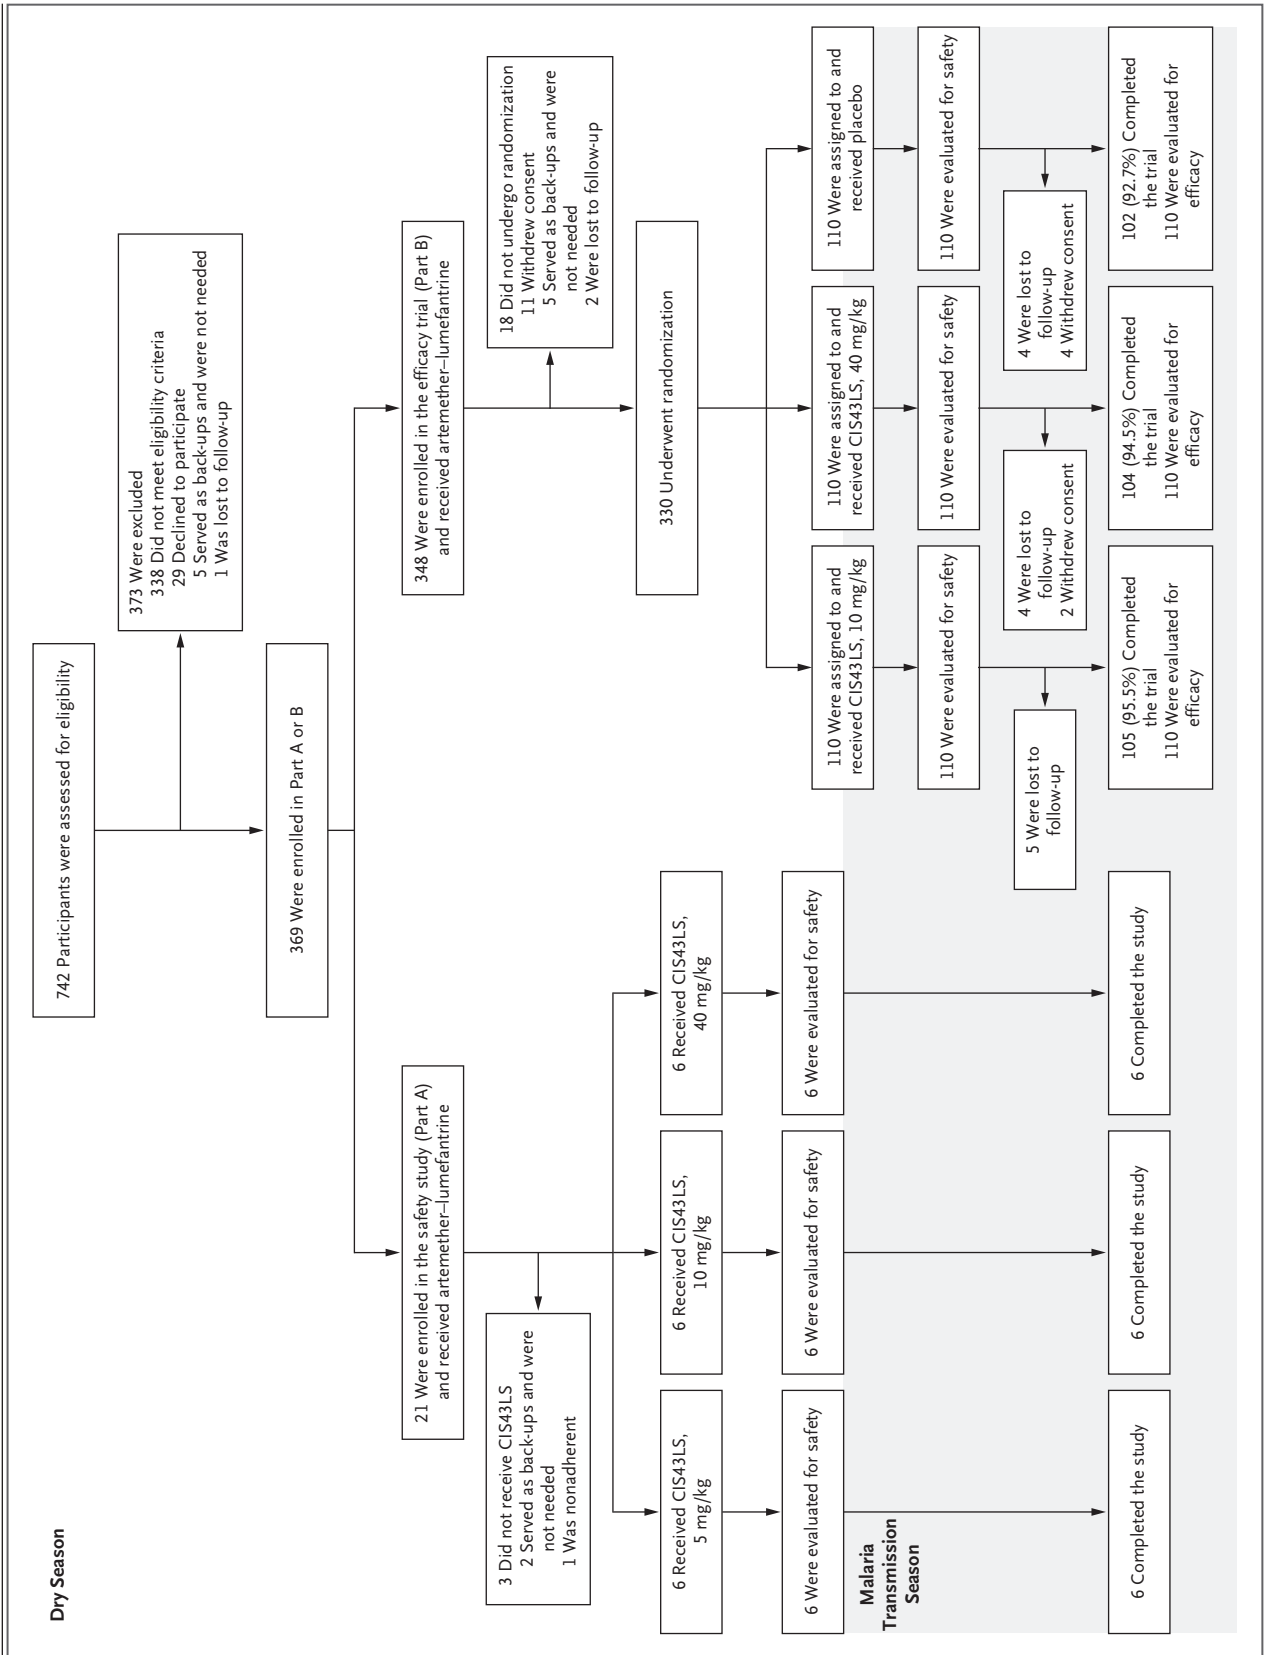 Dry Season
742 Participants were assessed for eligibility
373 Were excluded
338 Did not meet eligibility criteria
29 Declined to participate
5 Served as back-ups and were not needed
1 Was lost to follow-up
369 Were enrolled in Part A or B
21 Were enrolled in the safety study (Part A)
and received artemether–lumefantrine
348 Were enrolled in the efficacy trial (Part B)
and received artemether–lumefantrine
3 Did not receive CIS43LS
2 Served as back-ups and were
not needed
1 Was nonadherent
18 Did not undergo randomization
11 Withdrew consent
5 Served as back-ups and were
not needed
2 Were lost to follow-up
330 Underwent randomization
6 Received CIS43LS,
5 mg/kg
6 Received CIS43LS,
10 mg/kg
6 Received CIS43LS,
40 mg/kg
110 Were assigned to and
received CIS43LS, 10 mg/kg
110 Were assigned to and
received CIS43LS, 40 mg/kg
110 Were assigned to and
received placebo
6 Were evaluated for safety
6 Were evaluated for safety
6 Were evaluated for safety
Malaria
Transmission
Season
110 Were evaluated for safety
110 Were evaluated for safety
110 Were evaluated for safety
5 Were lost to
follow-up
4 Were lost to
follow-up
2 Withdrew consent
4 Were lost to
follow-up
4 Withdrew consent
6 Completed the study
6 Completed the study
6 Completed the study
105 (95.5%) Completed
the trial
110 Were evaluated for
efficacy
104 (94.5%) Completed
the trial
110 Were evaluated for
efficacy
102 (92.7%) Completed
the trial
110 Were evaluated for
efficacy